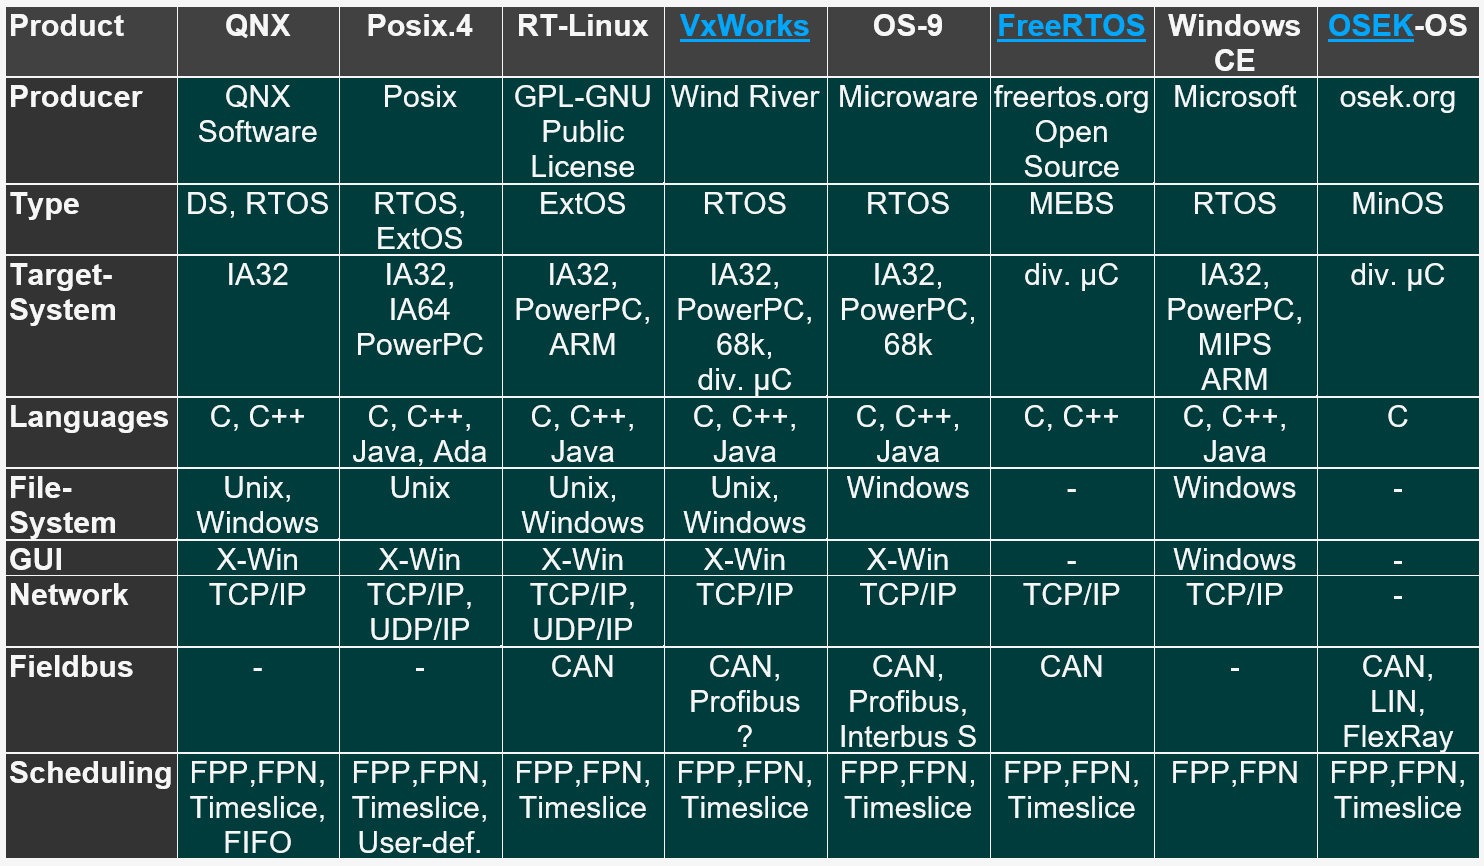 Product QNX Posix.4 RT-Linux VxWorks OS-9 FreeRTOS Windows CE OSEK-OS
Producer QNX Software Posix GPL-GNU Public License Wind River Microware freertos.org Open Source Microsoft osek.org
Type DS, RTOS RTOS, ExtOS ExtOS RTOS RTOS MEBS RTOS MinOS
Target-System IA32 IA32, IA64 PowerPC IA32, PowerPC, ARM IA32, PowerPC, 68k, div. µC IA32, PowerPC, 68k div. µC IA32, PowerPC, MIPS ARM div. µC
Languages C, C++ C, C++, Java, Ada C, C++, Java C, C++, Java C, C++, Java C, C++ C, C++, Java C
File-System Unix, Windows Unix Unix, Windows Unix, Windows Windows - Windows -
GUI X-Win X-Win X-Win X-Win X-Win - Windows -
Network TCP/IP TCP/IP, UDP/IP TCP/IP, UDP/IP TCP/IP TCP/IP TCP/IP TCP/IP -
Fieldbus - - CAN CAN, Profibus ? CAN, Profibus, Interbus S CAN - CAN, LIN, FlexRay
Scheduling FPP,FPN, Timeslice, FIFO FPP,FPN, Timeslice, User-def. FPP,FPN, Timeslice FPP,FPN, Timeslice FPP,FPN, Timeslice FPP,FPN, Timeslice FPP,FPN FPP,FPN, Timeslice